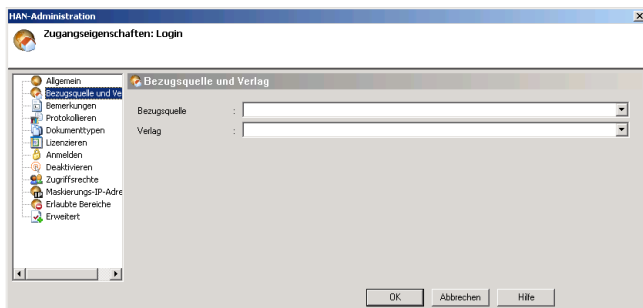 HAN-Administration
Zugangseigenschaften: Login
Allgemein
Bezugsquelle und Ve
Bemerkungen
Protokollieren
Dokumenttypen
Lizenzieren
Anmelden
Deaktivieren
Zugriffsrechte
Maskierungs-IP-Adre
Erlaubte Bereiche
Erweitert
Bezugsquelle und Verlag
Bezugsquelle :
Verlag :
OK Abbrechen Hilfe